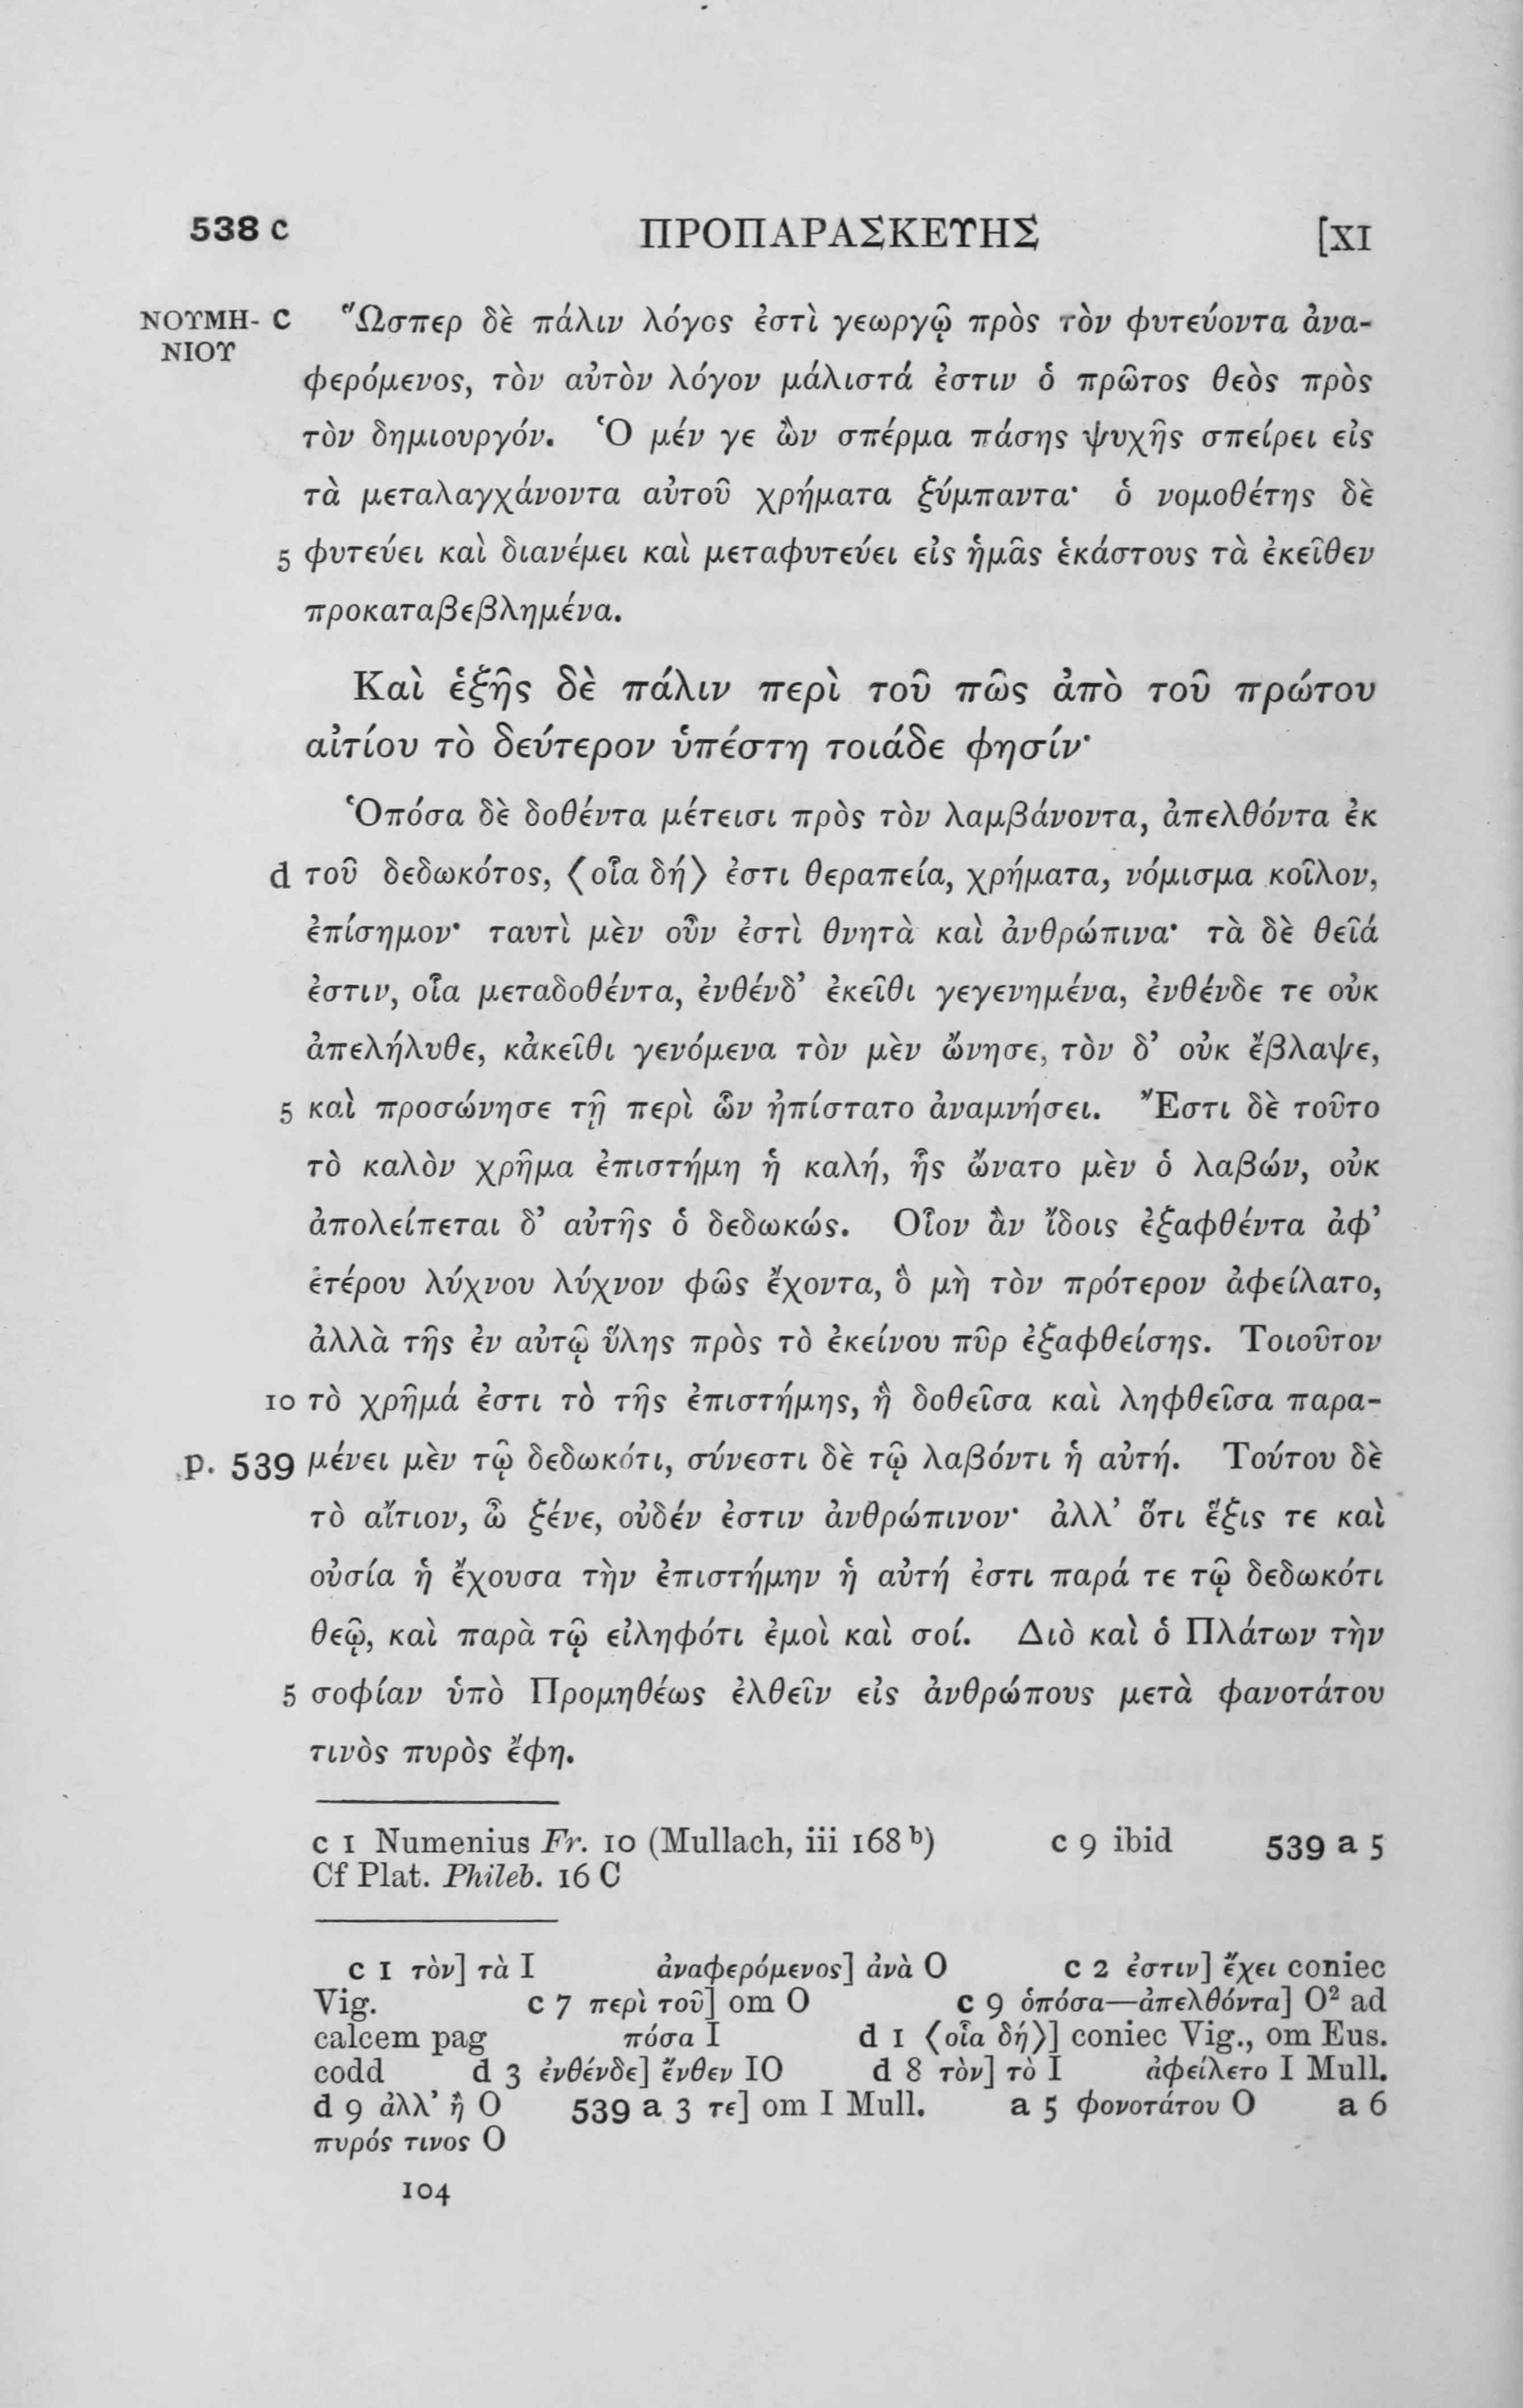 538 c ΠΡΟΠΑΡΑΣΚΕΥΗΣ [XI
ΝΟΥΜΗ- c Ὥσπερ δὲ πάλιν λόγος ἐστὶ γεωργῷ πρὸς τὸν φυτεύοντα ἀνα-
ΝΙΟΥ
φερόμενος, τὸν αὐτὸν λόγον μάλιστά ἐστιν ὁ πρῶτος θεὸς πρὸς
τὸν δημιουργόν. Ὁ μέν γε ὢν σπέρμα πάσης ψυχῆς σπείρει εἰς
τὰ μεταλαγχάνοντα αὐτοῦ χρήματα ξύμπαντα· ὁ νομοθέτης δὲ
5 φυτεύει καὶ διανέμει καὶ μεταφυτεύει εἰς ἡμᾶς ἑκάστους τὰ ἐκεῖθεν
προκαταβεβλημένα.
Καὶ ἑξῆς δὲ πάλιν περὶ τοῦ πῶς ἀπὸ τοῦ πρώτου
αἰτίου τὸ δεύτερον ὑπέστη τοιάδε φησίν·
Ὁπόσα δὲ δοθέντα μέτεισι πρὸς τὸν λαμβάνοντα, ἀπελθόντα ἐκ
d τοῦ δεδωκότος, ⟨οἷα δή⟩ ἐστι θεραπεία, χρήματα, νόμισμα κοῖλον,
ἐπίσημον· ταυτὶ μὲν οὖν ἐστὶ θνητὰ καὶ ἀνθρώπινα· τὰ δὲ θεῖά
ἐστιν, οἷα μεταδοθέντα, ἐνθένδ’ ἐκεῖθι γεγενημένα, ἐνθένδε τε οὐκ
ἀπελήλυθε, κἀκεῖθι γενόμενα τὸν μὲν ὤνησε, τὸν δ’ οὐκ ἔβλαψε,
5 καὶ προσώνησε τῇ περὶ ὧν ἠπίστατο ἀναμνήσει. Ἔστι δὲ τοῦτο
τὸ καλὸν χρῆμα ἐπιστήμη ἡ καλή, ἧς ὤνατο μὲν ὁ λαβών, οὐκ
ἀπολείπεται δ’ αὐτῆς ὁ δεδωκώς. Οἷον ἂν ἴδοις ἐξαφθέντα ἀφ’
ἑτέρου λύχνου λύχνον φῶς ἔχοντα, ὃ μὴ τὸν πρότερον ἀφείλατο,
ἀλλὰ τῆς ἐν αὐτῷ ὕλης πρὸς τὸ ἐκείνου πῦρ ἐξαφθείσης. Τοιοῦτον
10 τὸ χρῆμά ἐστι τὸ τῆς ἐπιστήμης, ἣ δοθεῖσα καὶ ληφθεῖσα παρα-
p. 539 μένει μὲν τῷ δεδωκότι, σύνεστι δὲ τῷ λαβόντι ἡ αὐτή. Τούτου δὲ
τὸ αἴτιον, ὦ ξένε, οὐδέν ἐστιν ἀνθρώπινον· ἀλλ’ ὅτι ἕξις τε καὶ
οὐσία ἡ ἔχουσα τὴν ἐπιστήμην ἡ αὐτή ἐστι παρά τε τῷ δεδωκότι
θεῷ, καὶ παρὰ τῷ εἰληφότι ἐμοὶ καὶ σοί. Διὸ καὶ ὁ Πλάτων τὴν
5 σοφίαν ὑπὸ Προμηθέως ἐλθεῖν εἰς ἀνθρώπους μετὰ φανοτάτου
τινὸς πυρὸς ἔφη.
c 1 Numenius Fr. 10 (Mullach, iii 168 b) c 9 ibid 539 a 5
Cf Plat. Phileb. 16 C
c 1 τὸν] τὰ I ἀναφερόμενος] ἀνὰ O c 2 ἐστιν] ἔχει coniec
Vig. c 7 περὶ τοῦ] om O c 9 ὁπόσα—ἀπελθόντα] O² ad
calcem pag πόσα I d 1 ⟨οἷα δή⟩] coniec Vig., om Eus.
codd d 3 ἐνθένδε] ἔνθεν IO d 8 τὸν] τὸ I ἀφείλετο I Mull.
d 9 ἀλλ’ ἢ O 539 a 3 τε] om I Mull. a 5 φονοτάτου O a 6
πυρός τινος O
104